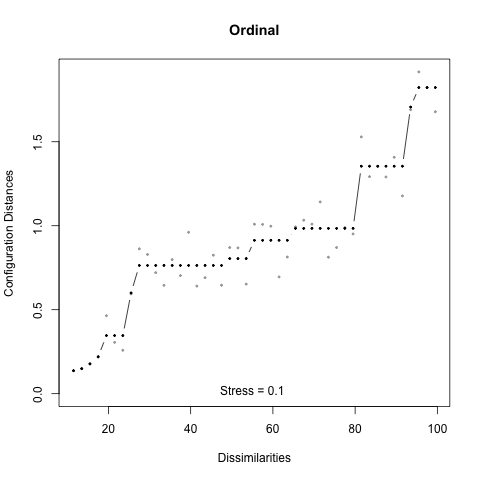 Ordinal
Configuration Distances
1.5
1.0
0.5
0.0
Stress = 0.1
20 40 60 80 100
Dissimilarities